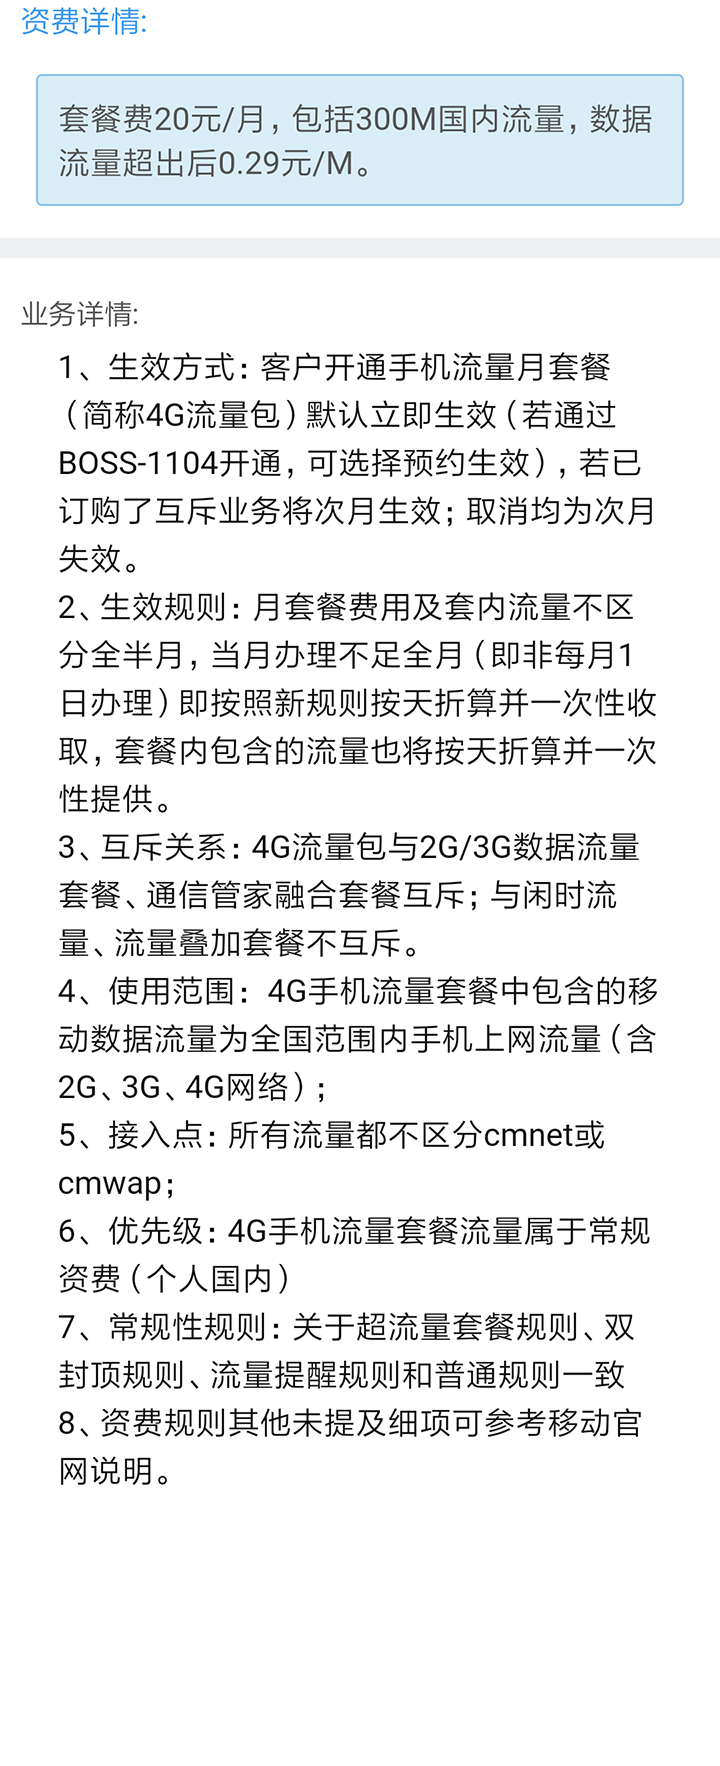 资费详情:
套餐费20元/月，包括300M国内流量，数据
流量超出后0.29元/M。
业务详情:
1、生效方式：客户开通手机流量月套餐
（简称4G流量包）默认立即生效（若通过
BOSS-1104开通，可选择预约生效），若已
订购了互斥业务将次月生效；取消均为次月
失效。
2、生效规则：月套餐费用及套内流量不区
分全半月，当月办理不足全月（即非每月1
日办理）即按照新规则按天折算并一次性收
取，套餐内包含的流量也将按天折算并一次
性提供。
3、互斥关系：4G流量包与2G/3G数据流量
套餐、通信管家融合套餐互斥；与闲时流
量、流量叠加套餐不互斥。
4、使用范围：4G手机流量套餐中包含的移
动数据流量为全国范围内手机上网流量（含
2G、3G、4G网络）；
5、接入点：所有流量都不区分cmnet或
cmwap；
6、优先级：4G手机流量套餐流量属于常规
资费（个人国内）
7、常规性规则：关于超流量套餐规则、双
封顶规则、流量提醒规则和普通规则一致
8、资费规则其他未提及细项可参考移动官
网说明。